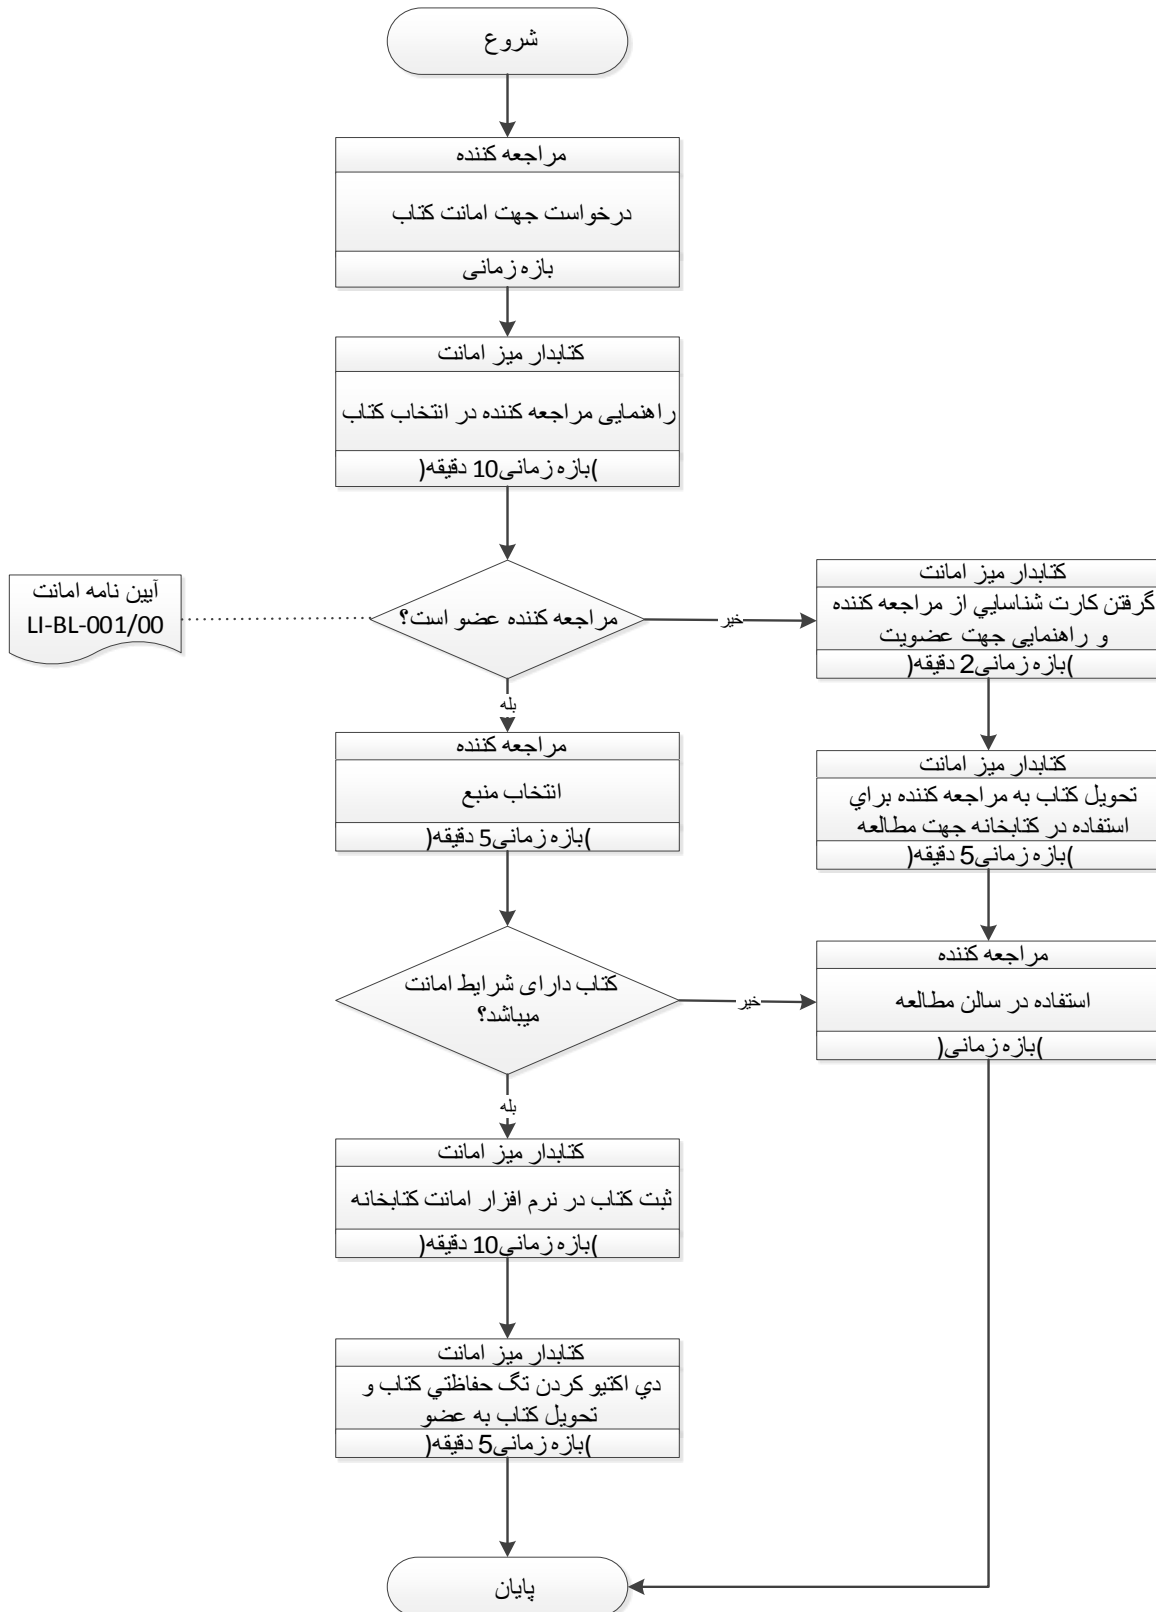 شروع
مراجعه کننده
درخواست جهت امانت کتاب
بازه زمانی
کتابدار میز امانت
راهنمایی مراجعه کننده در انتخاب کتاب
)بازه زمانی10 دقیقه(
آیین نامه امانت
LI-BL-001/00
مراجعه کننده عضو است؟
خیر
کتابدار میز امانت
گرفتن کارت شناسايي از مراجعه کننده
و راهنمایی جهت عضویت
)بازه زمانی2 دقیقه(
بله
مراجعه کننده
انتخاب منبع
)بازه زمانی5 دقیقه(
کتابدار میز امانت
تحویل کتاب به مراجعه کننده براي
استفاده در کتابخانه جهت مطالعه
)بازه زمانی5 دقیقه(
کتاب دارای شرایط امانت
میباشد؟
خیر
مراجعه کننده
استفاده در سالن مطالعه
)بازه زمانی(
بله
کتابدار میز امانت
ثبت کتاب در نرم افزار امانت کتابخانه
)بازه زمانی10 دقیقه(
کتابدار میز امانت
دي اکتيو کردن تگ حفاظتي کتاب و
تحویل کتاب به عضو
)بازه زمانی5 دقیقه(
پایان